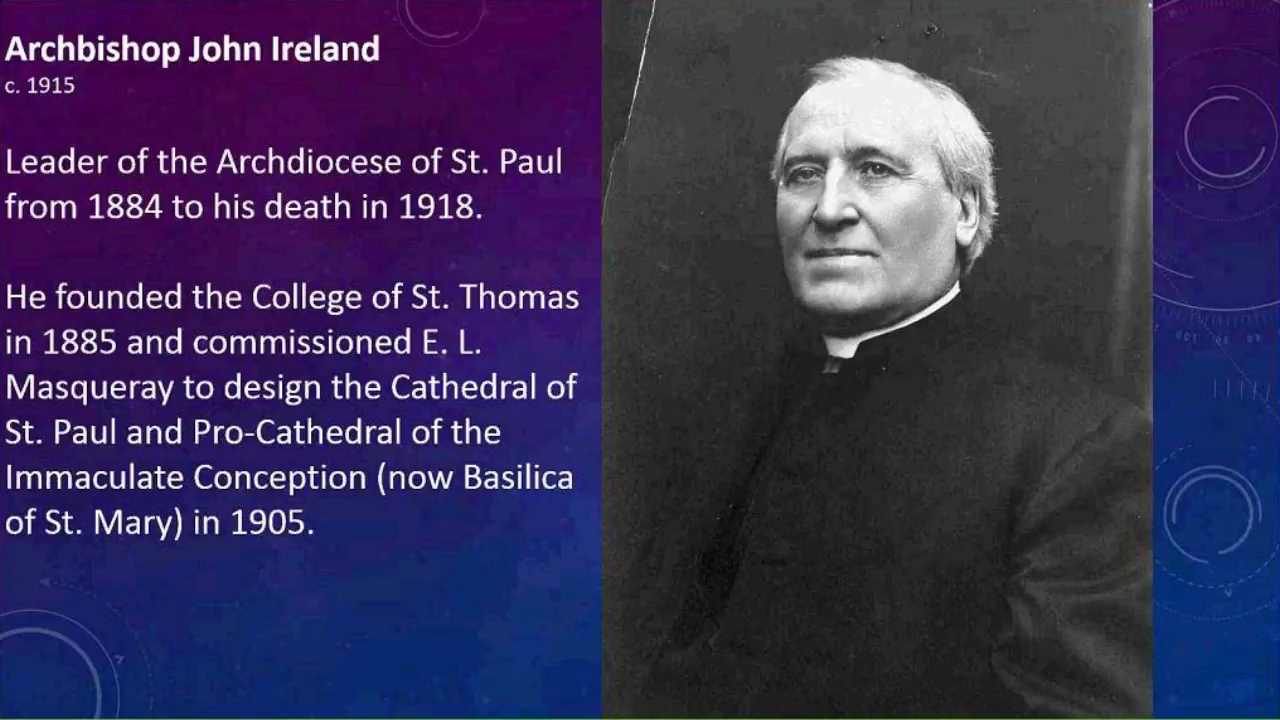 Archbishop John Ireland
c. 1915
Leader of the Archdiocese of St. Paul
from 1884 to his death in 1918.
He founded the College of St. Thomas
in 1885 and commissioned E. L.
Masqueray to design the Cathedral of
St. Paul and Pro-Cathedral of the
Immaculate Conception (now Basilica
of St. Mary) in 1905.